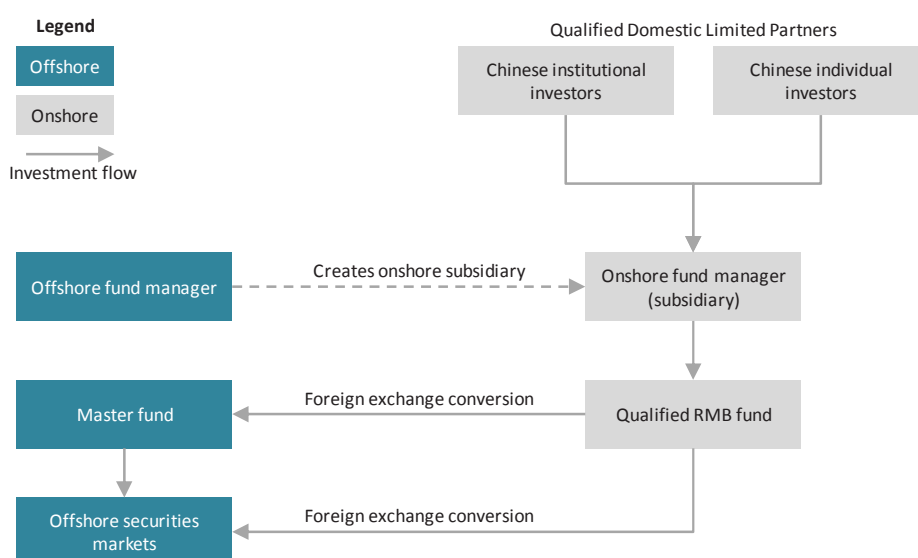 Legend
Offshore
Onshore
Investment flow
Qualified Domestic Limited Partners
Chinese institutional
investors
Chinese individual
investors
Offshore fund manager
Creates onshore subsidiary
Onshore fund manager
(subsidiary)
Master fund
Foreign exchange conversion
Qualified RMB fund
Offshore securities
markets
Foreign exchange conversion